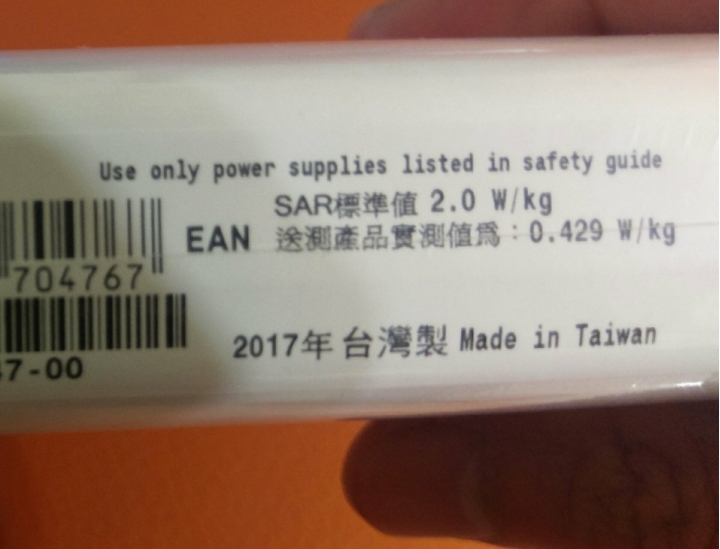 Use only power supplies listed in safety guide
SAR標準值 2.0 W/kg
EAN 送測產品實測值爲：0.429 W/kg
704767
2017年 台灣製 Made in Taiwan
7-00